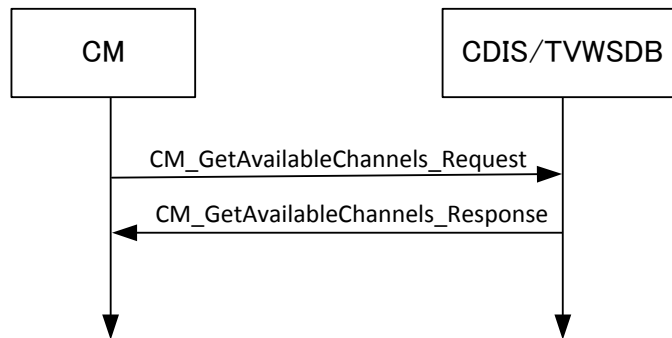 CM
CDIS/TVWSDB
CM_GetAvailableChannels_Request
CM_GetAvailableChannels_Response